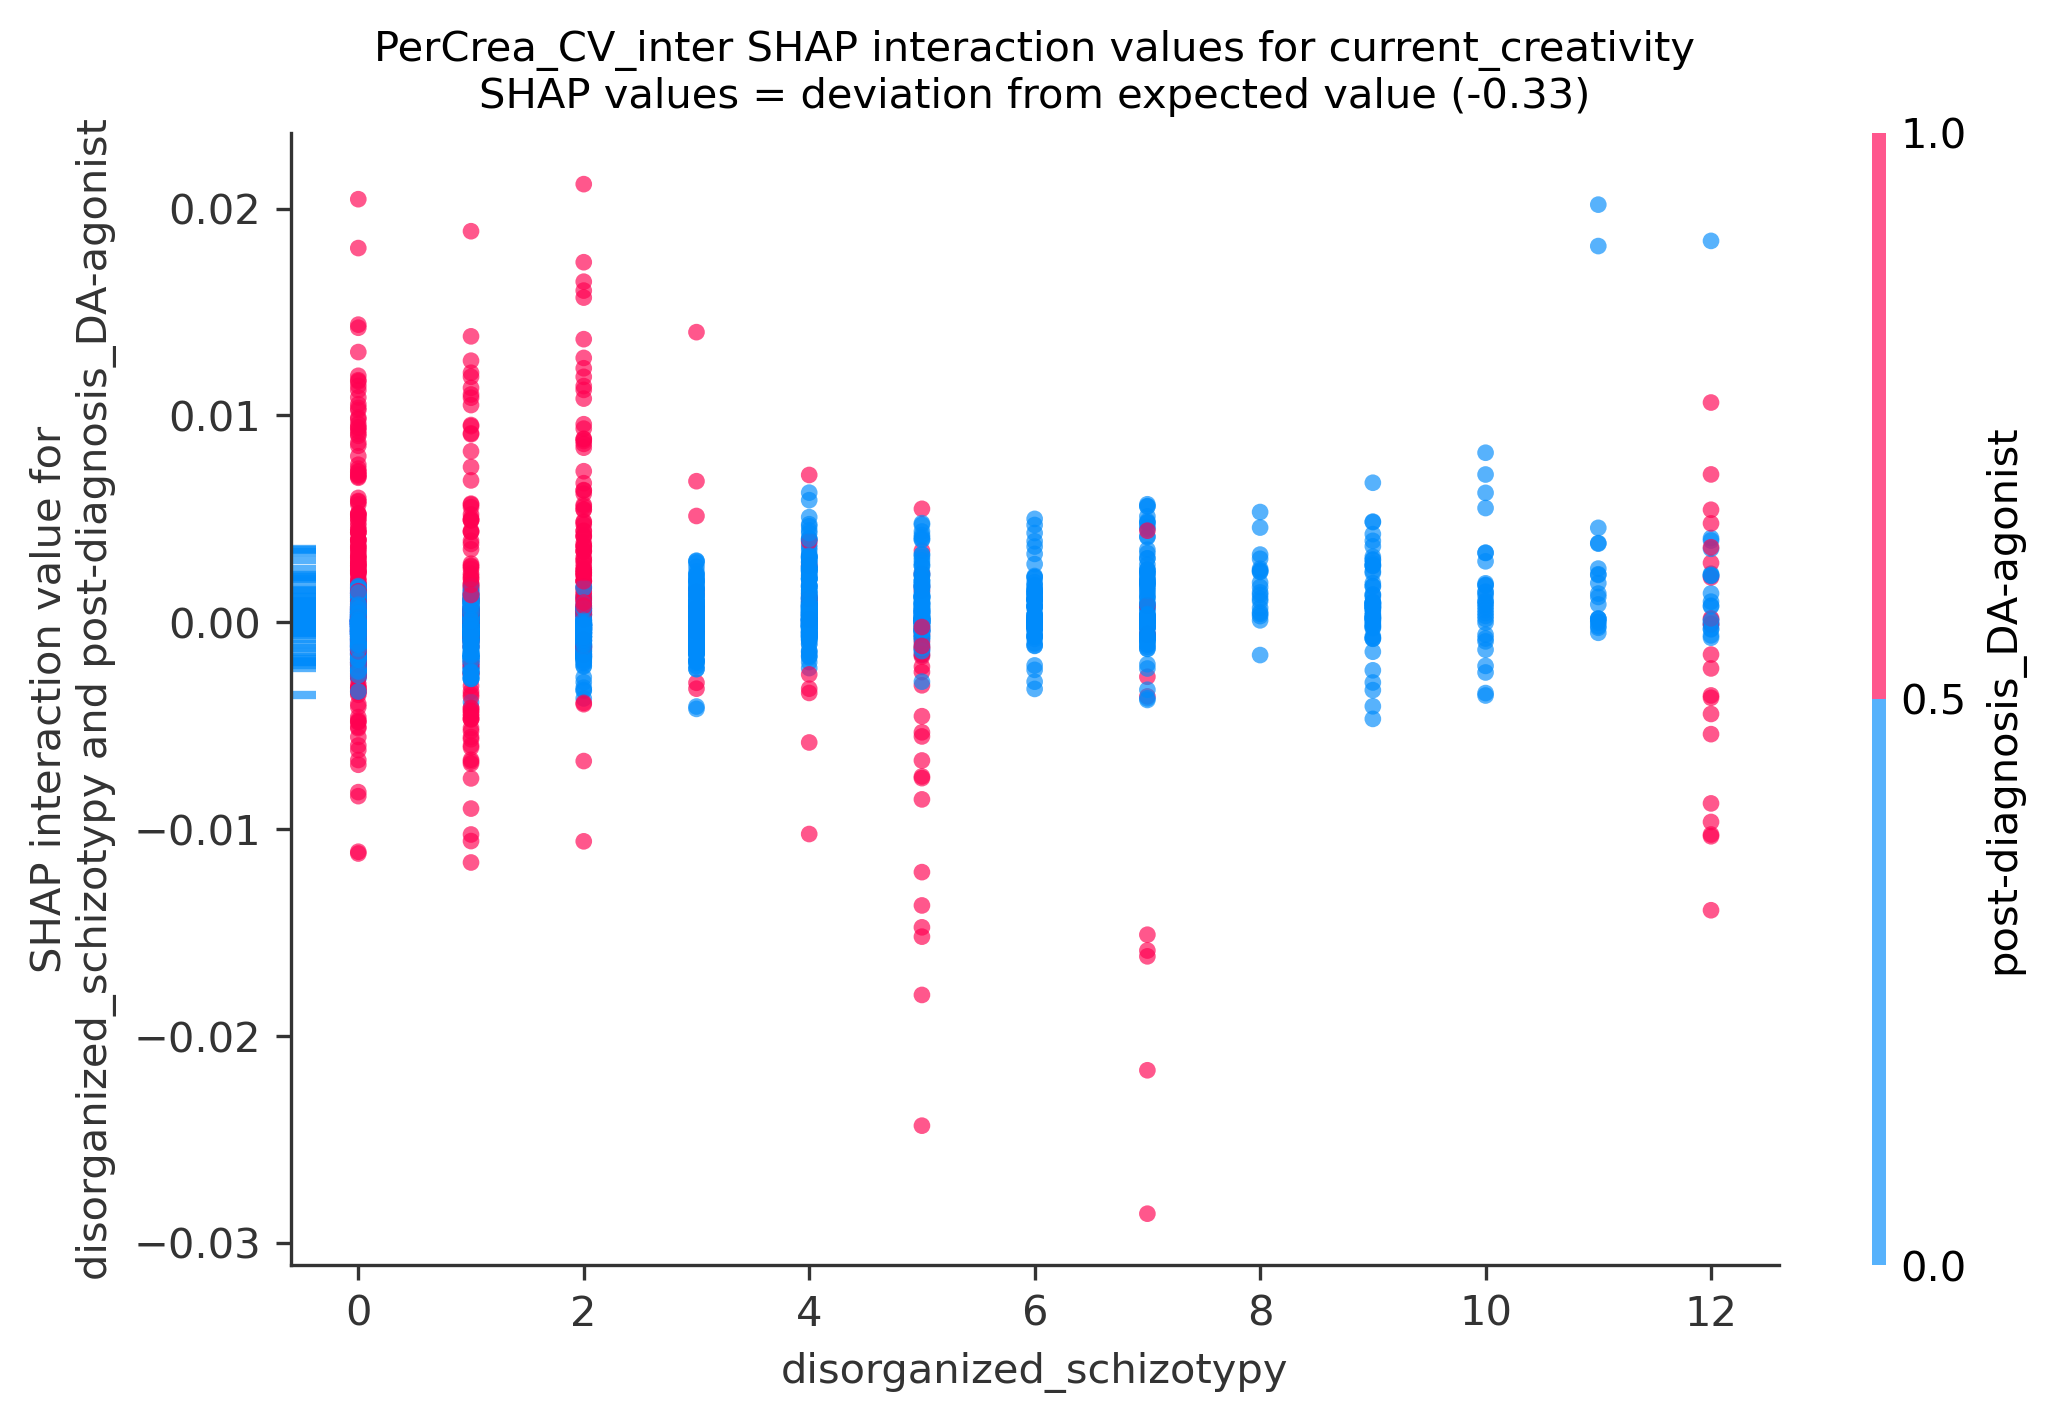 PerCrea_CV_inter SHAP interaction values for current_creativity
SHAP values = deviation from expected value (-0.33)
SHAP interaction value for
disorganized_schizotypy and post-diagnosis_DA-agonist
0.02
0.01
0.00
−0.01
−0.02
−0.03
0
2
4
6
8
10
12
disorganized_schizotypy
1.0
0.5
0.0
post-diagnosis_DA-agonist